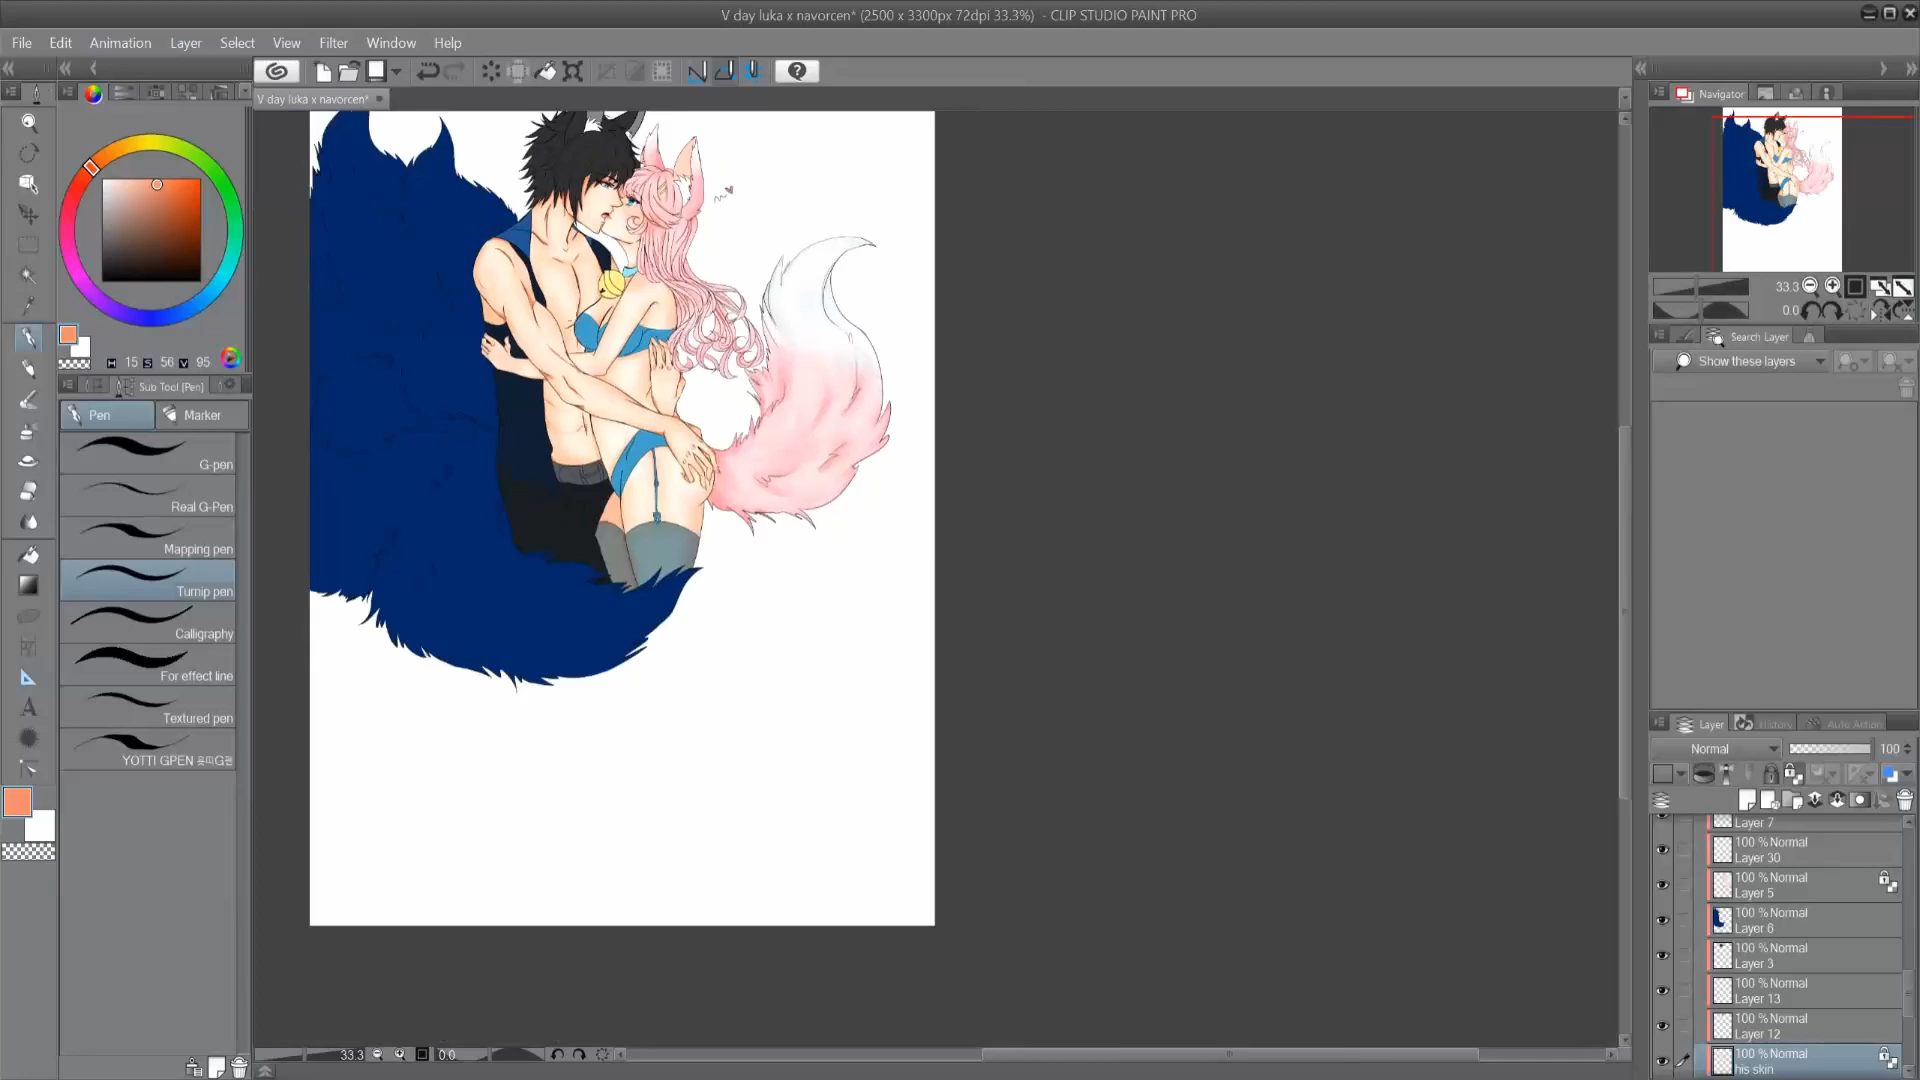 V day luka x navorcen* (2500 x 3300px 72dpi 33.3%) - CLIP STUDIO PAINT PRO
File Edit Animation Layer Select View Filter Window Help
V day luka x navorcen*
Navigator
33.3
0.0
H 15 S 56 V 95
Search Layer
Show these layers
Sub Tool [Pen]
Pen Marker
G-pen
Real G-Pen
Mapping pen
Turnip pen
Calligraphy
For effect line
Textured pen
YOTTI GPEN
Layer History Auto Action
Normal 100
Layer 7
100 % Normal
Layer 30
100 % Normal
Layer 5
100 % Normal
Layer 6
100 % Normal
Layer 3
100 % Normal
Layer 13
100 % Normal
Layer 12
100 % Normal
his skin
33.3 0.0